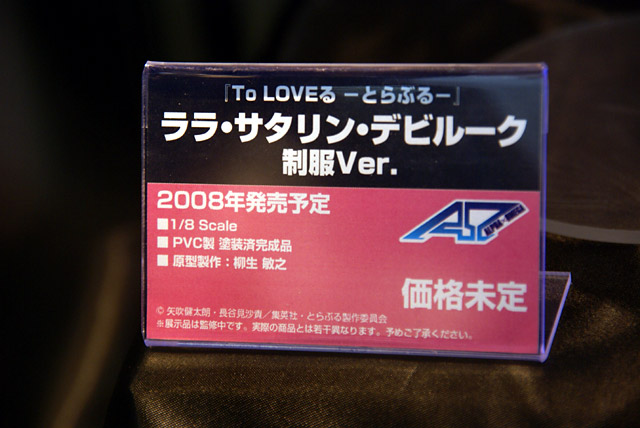 『To LOVEる －とらぶる－』
ララ・サタリン・デビルーク
制服Ver.
2008年発売予定
■1/8 Scale
■PVC製 塗装済完成品
■原型製作：柳生 敏之
価格未定
© 矢吹健太朗・長谷見沙貴／集英社・とらぶる製作委員会
※展示品は監修中です。実際の商品とは若干異なります。予めご了承ください。